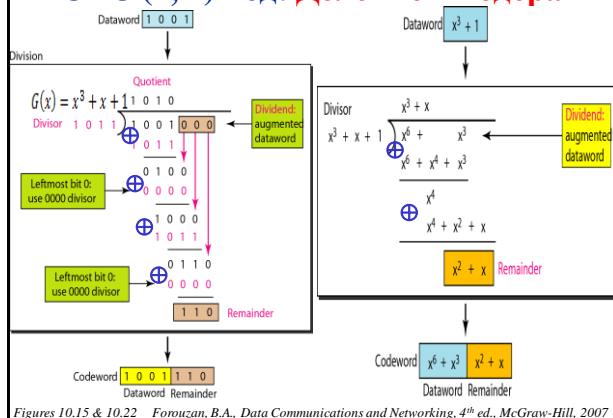 Dataword 1 0 0 1
Division
Quotient
G(x) = x³ + x + 1 1 0 1 0
Divisor 1 0 1 1 1 0 0 1 0 0 0
Dividend:
augmented
dataword
1 0 1 1
Leftmost bit 0:
use 0000 divisor
0 1 0 0
0 0 0 0
1 0 0 0
1 0 1 1
Leftmost bit 0:
use 0000 divisor
0 1 1 0
0 0 0 0
1 1 0 Remainder
Codeword 1 0 0 1 1 1 0
Dataword Remainder
Dataword x³ + 1
Divisor x³ + x
x³ + x + 1 x⁶ + x³
Dividend:
augmented
dataword
x⁶ + x⁴ + x³
x⁴
x⁴ + x² + x
x² + x Remainder
Codeword x⁶ + x³ x² + x
Dataword Remainder
Figures 10.15 & 10.22 Forouzan, B.A., Data Communications and Networking, 4th ed., McGraw-Hill, 2007